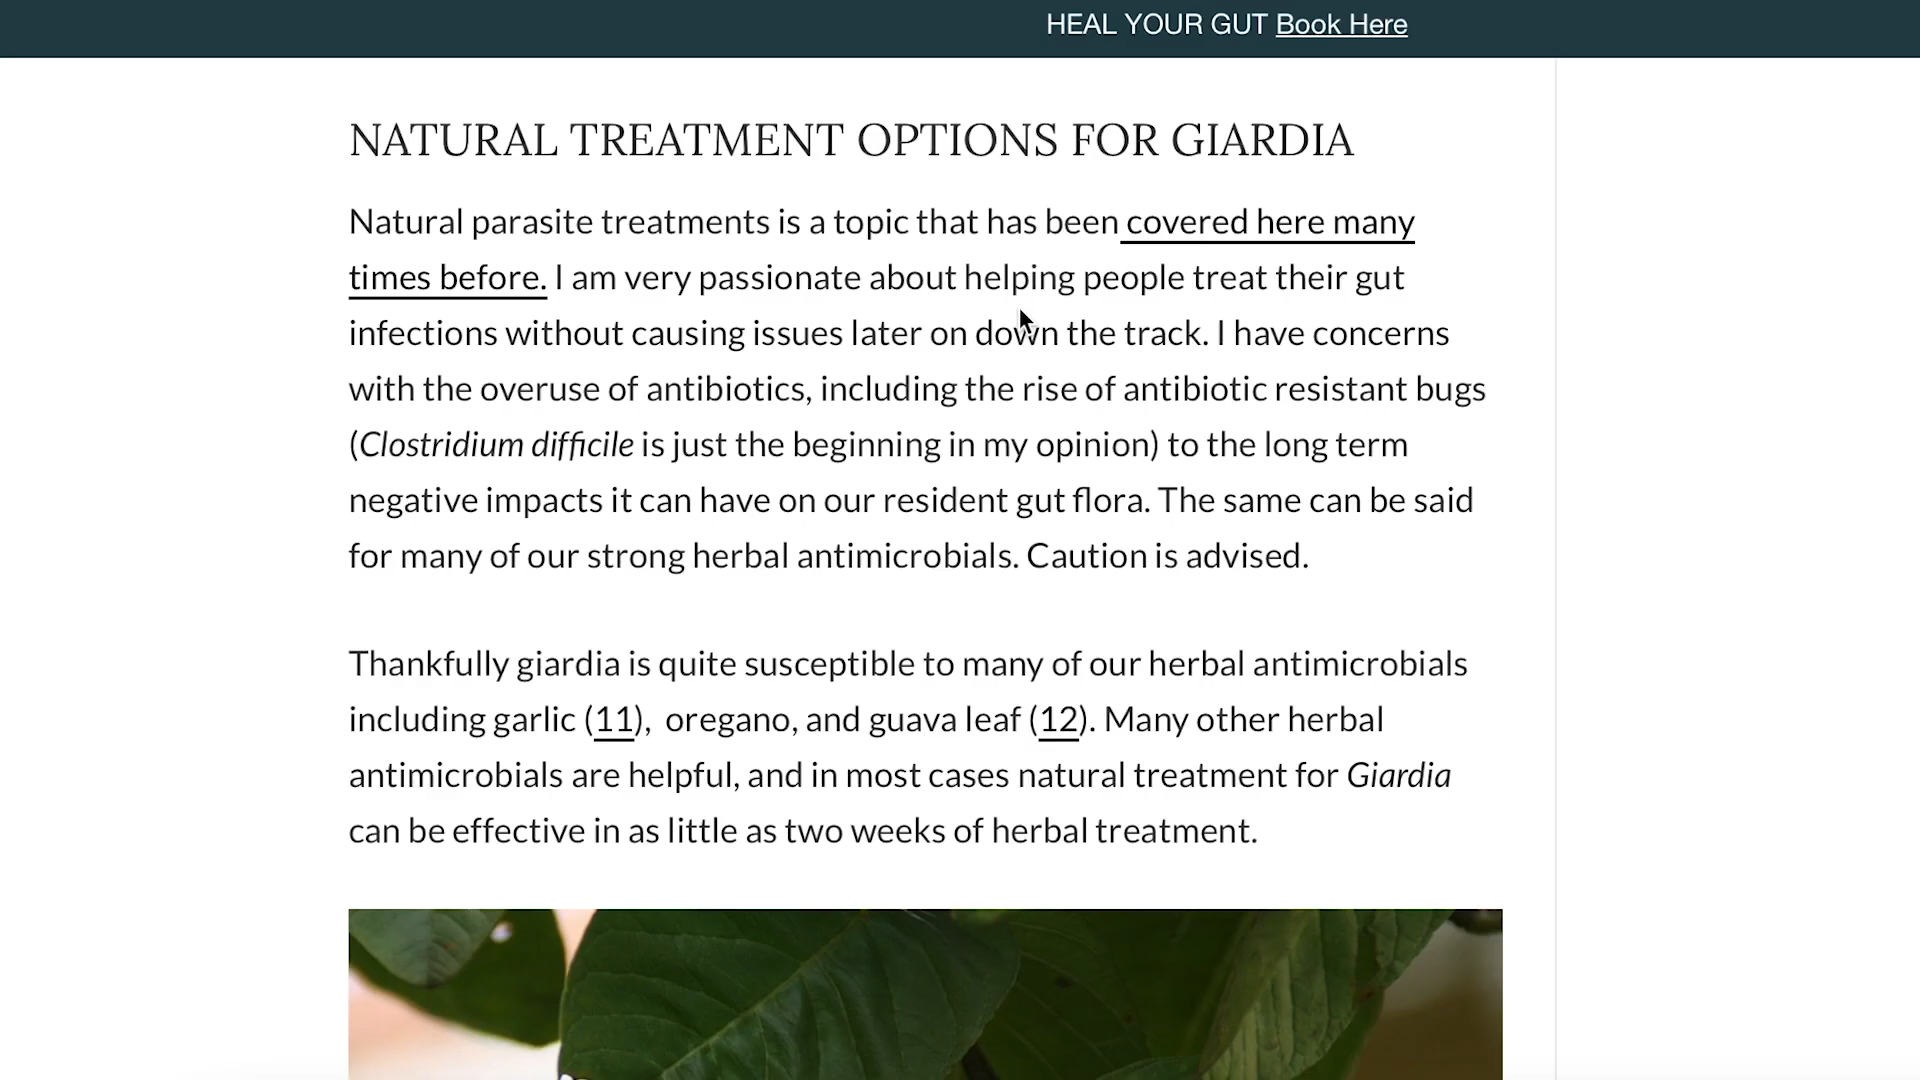 HEAL YOUR GUT Book Here
NATURAL TREATMENT OPTIONS FOR GIARDIA
Natural parasite treatments is a topic that has been covered here many
times before. I am very passionate about helping people treat their gut
infections without causing issues later on down the track. I have concerns
with the overuse of antibiotics, including the rise of antibiotic resistant bugs
(Clostridium difficile is just the beginning in my opinion) to the long term
negative impacts it can have on our resident gut flora. The same can be said
for many of our strong herbal antimicrobials. Caution is advised.
Thankfully giardia is quite susceptible to many of our herbal antimicrobials
including garlic (11),  oregano, and guava leaf (12). Many other herbal
antimicrobials are helpful, and in most cases natural treatment for Giardia
can be effective in as little as two weeks of herbal treatment.